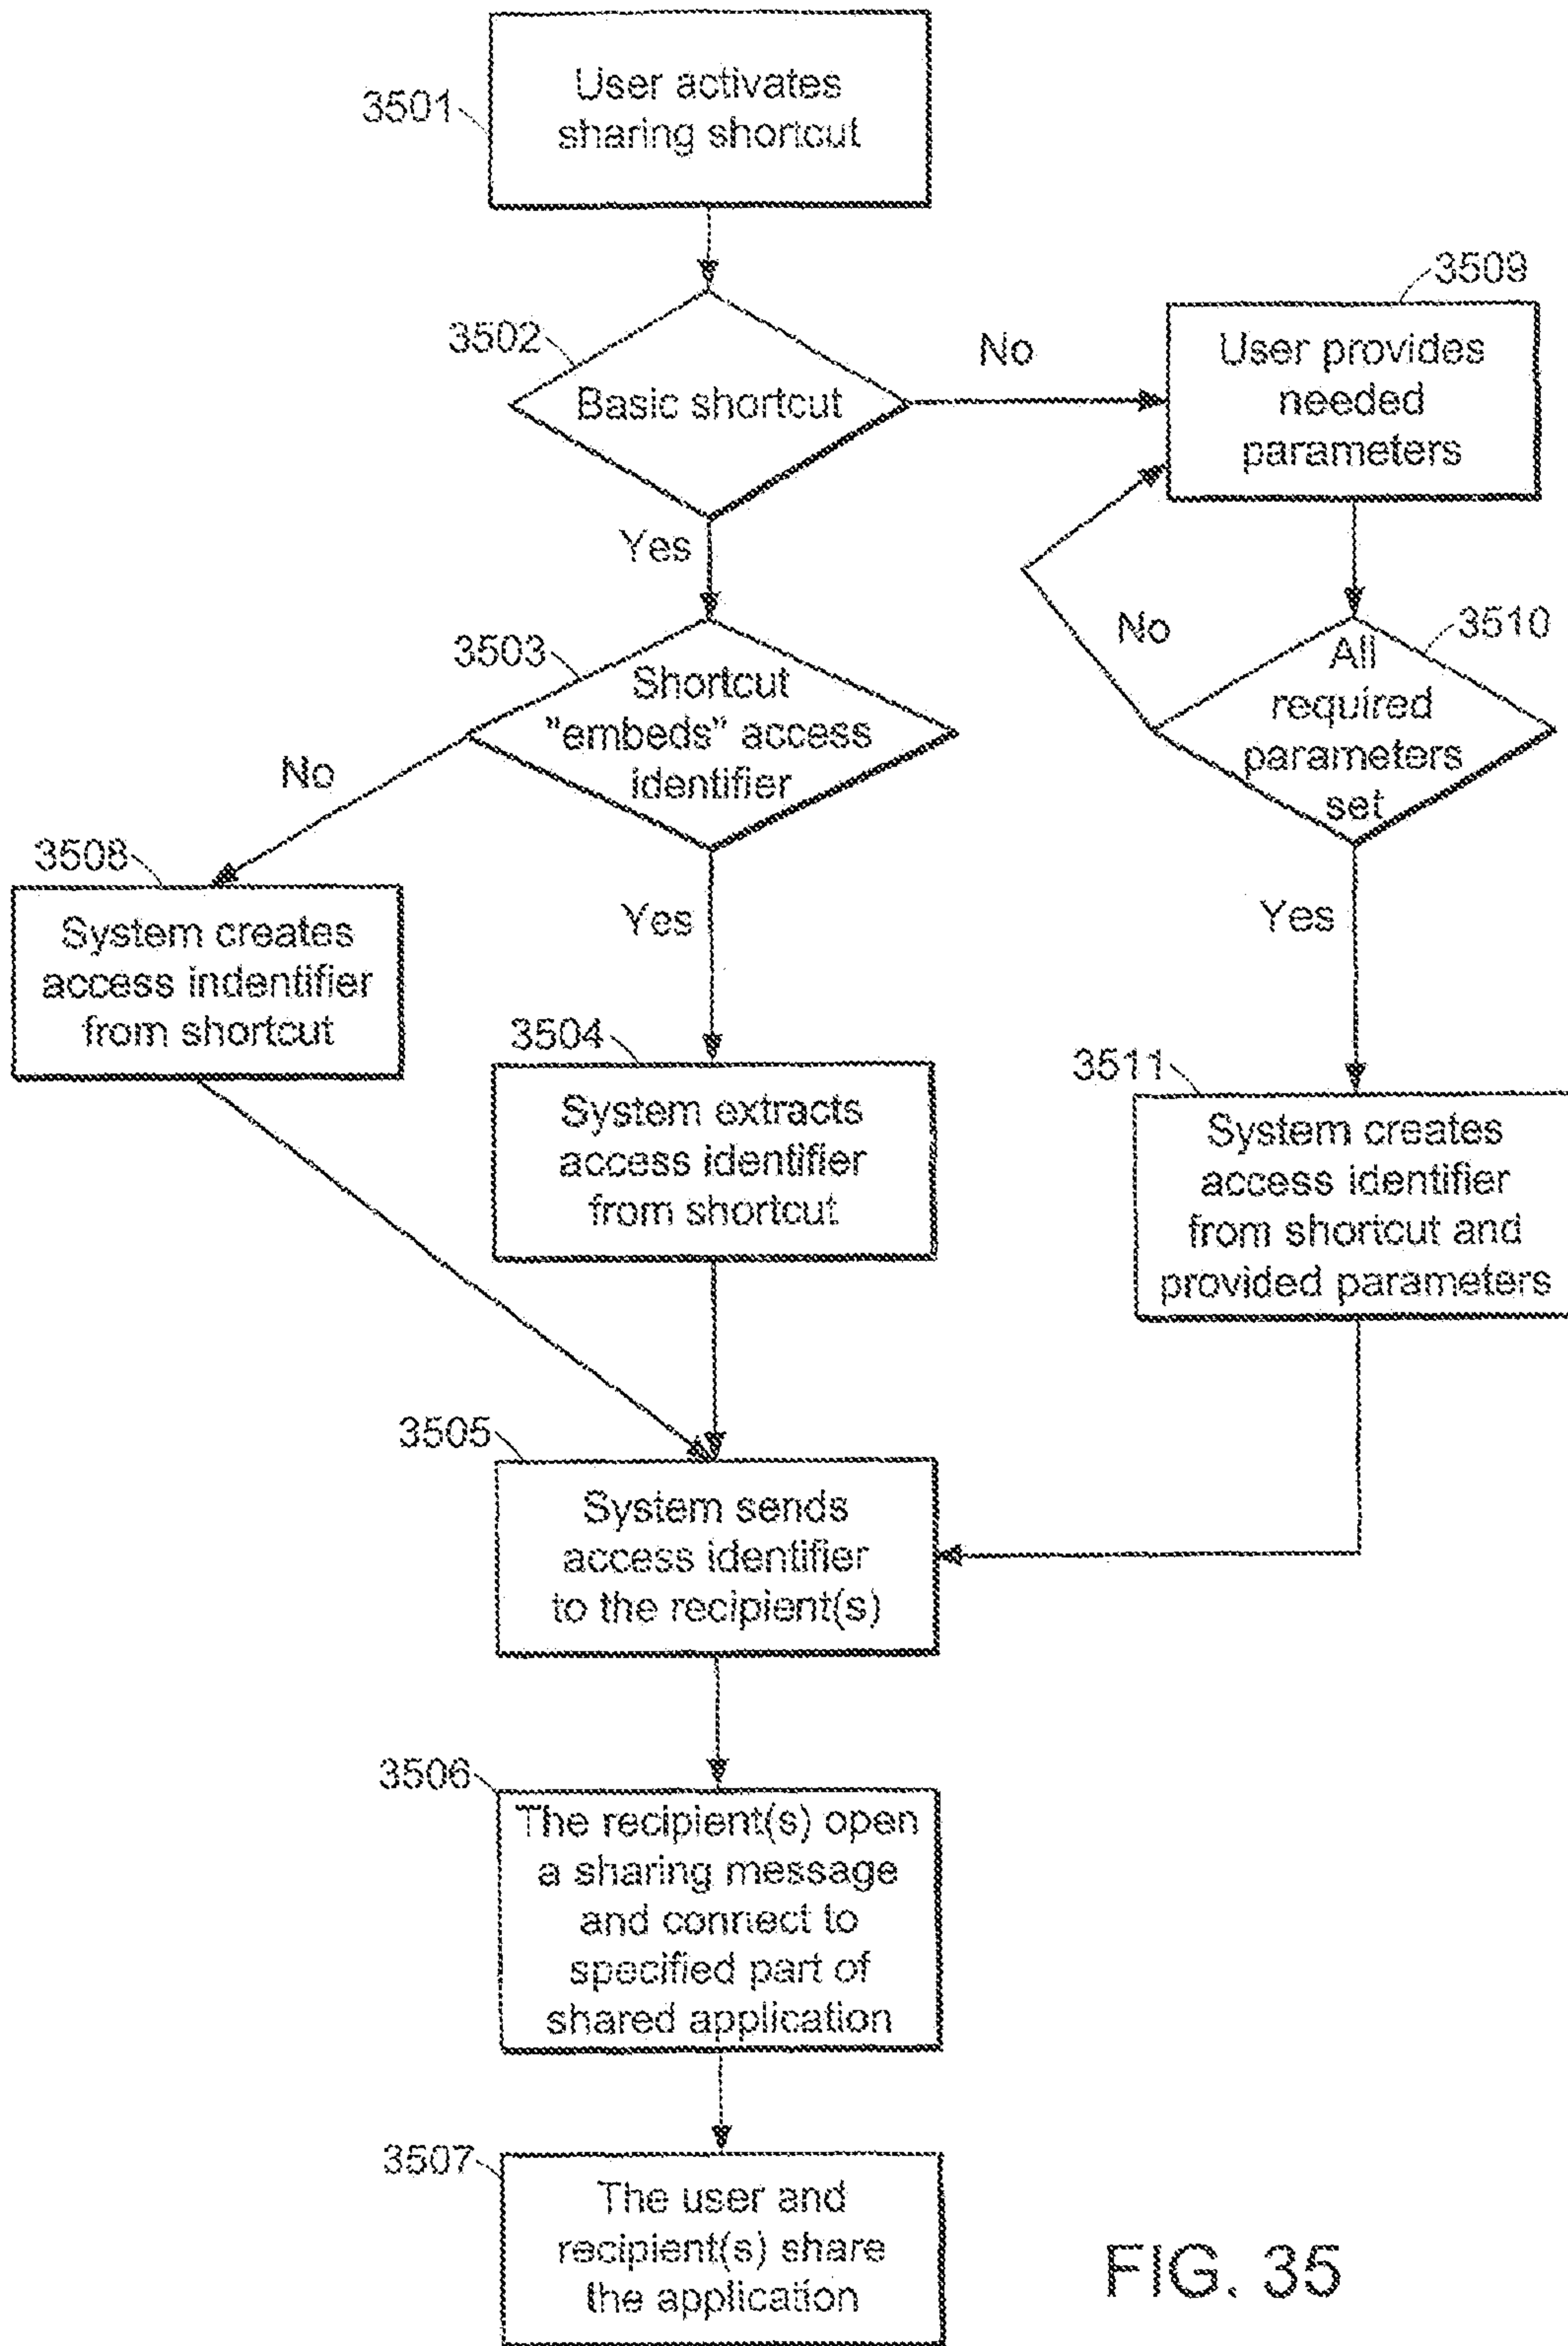 3501
User activates
sharing shortcut
3502
Basic shortcut
No
3509
User provides
needed
parameters
Yes
3503
Shortcut
"embeds" access
identifier
No
3510
All
required
parameters
set
No
3508
System creates
access indentifier
from shortcut
Yes
3504
System extracts
access identifier
from shortcut
Yes
3511
System creates
access identifier
from shortcut and
provided parameters
3505
System sends
access identifier
to the recipient(s)
3506
The recipient(s) open
a sharing message
and connect to
specified part of
shared application
3507
The user and
recipient(s) share
the application
FIG. 35